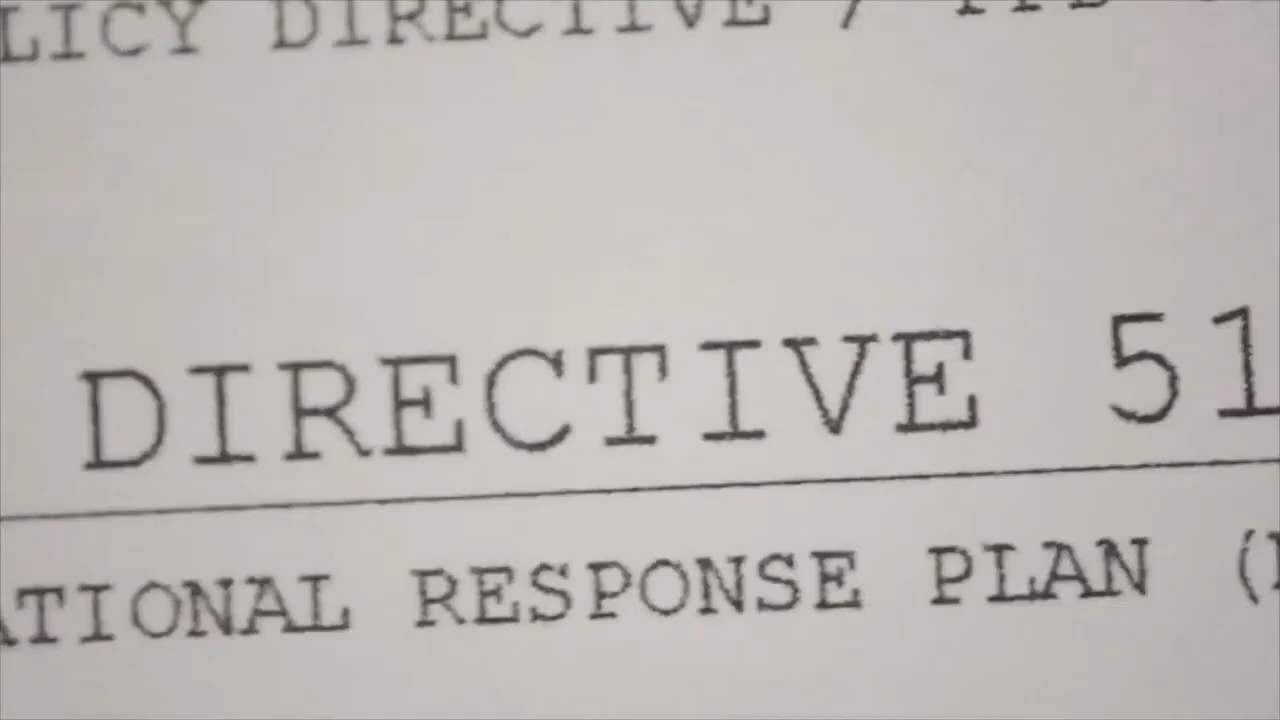 LICY DIRECTIVE /
DIRECTIVE 51
ATIONAL RESPONSE PLAN (